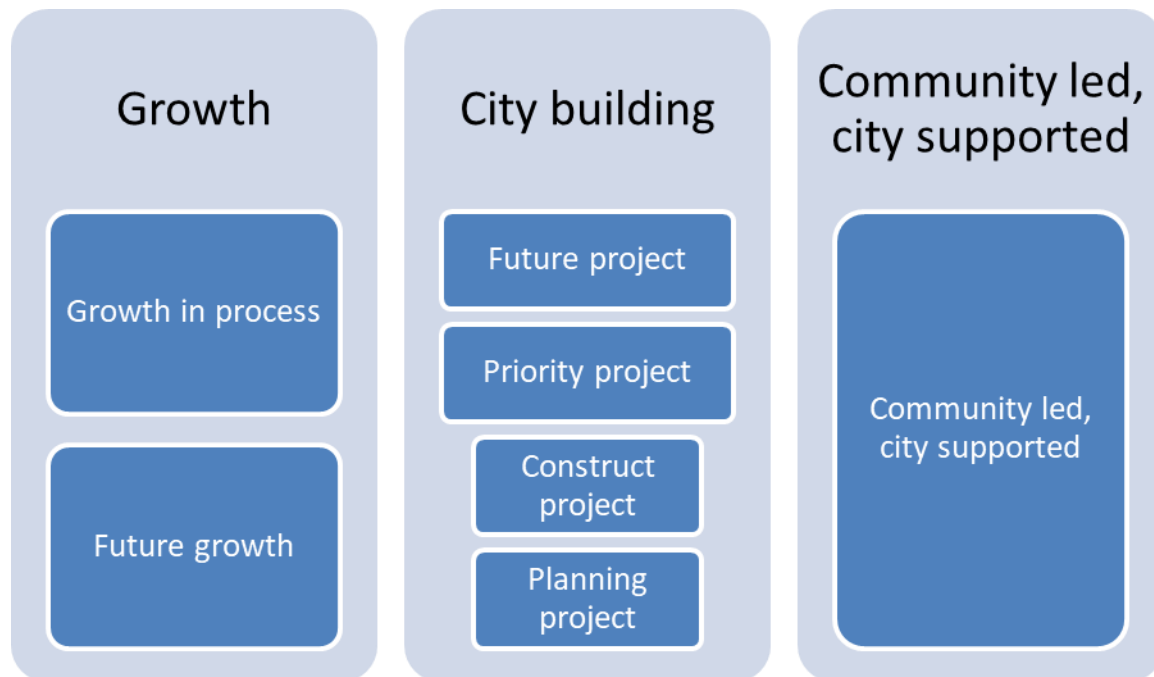 Growth
Growth in process
Future growth
City building
Future project
Priority project
Construct
project
Planning
project
Community led,
city supported
Community led,
city supported